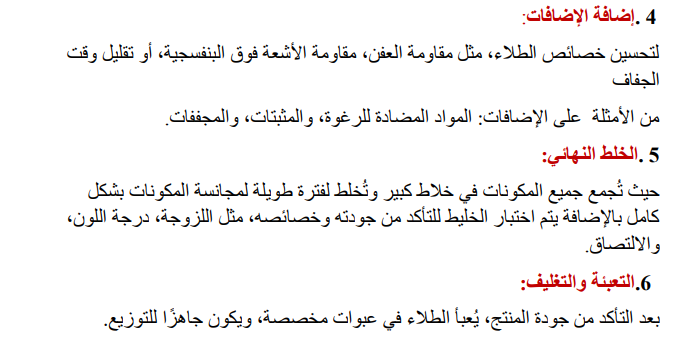 4 .إضافة الإضافات:
لتحسين خصائص الطلاء، مثل مقاومة العفن، مقاومة الأشعة فوق البنفسجية، أو تقليل وقت
الجفاف
من الأمثلة على الإضافات: المواد المضادة للرغوة، والمثبتات، والمجففات.
5 .الخلط النهائي:
حيث تُجمع جميع المكونات في خلاط كبير وتُخلط لفترة طويلة لمجانسة المكونات بشكل
كامل بالإضافة يتم اختبار الخليط للتأكد من جودته وخصائصه، مثل اللزوجة، درجة اللون،
والالتصاق.
6.التعبئة والتغليف:
بعد التأكد من جودة المنتج، يُعبأ الطلاء في عبوات مخصصة، ويكون جاهزًا للتوزيع.